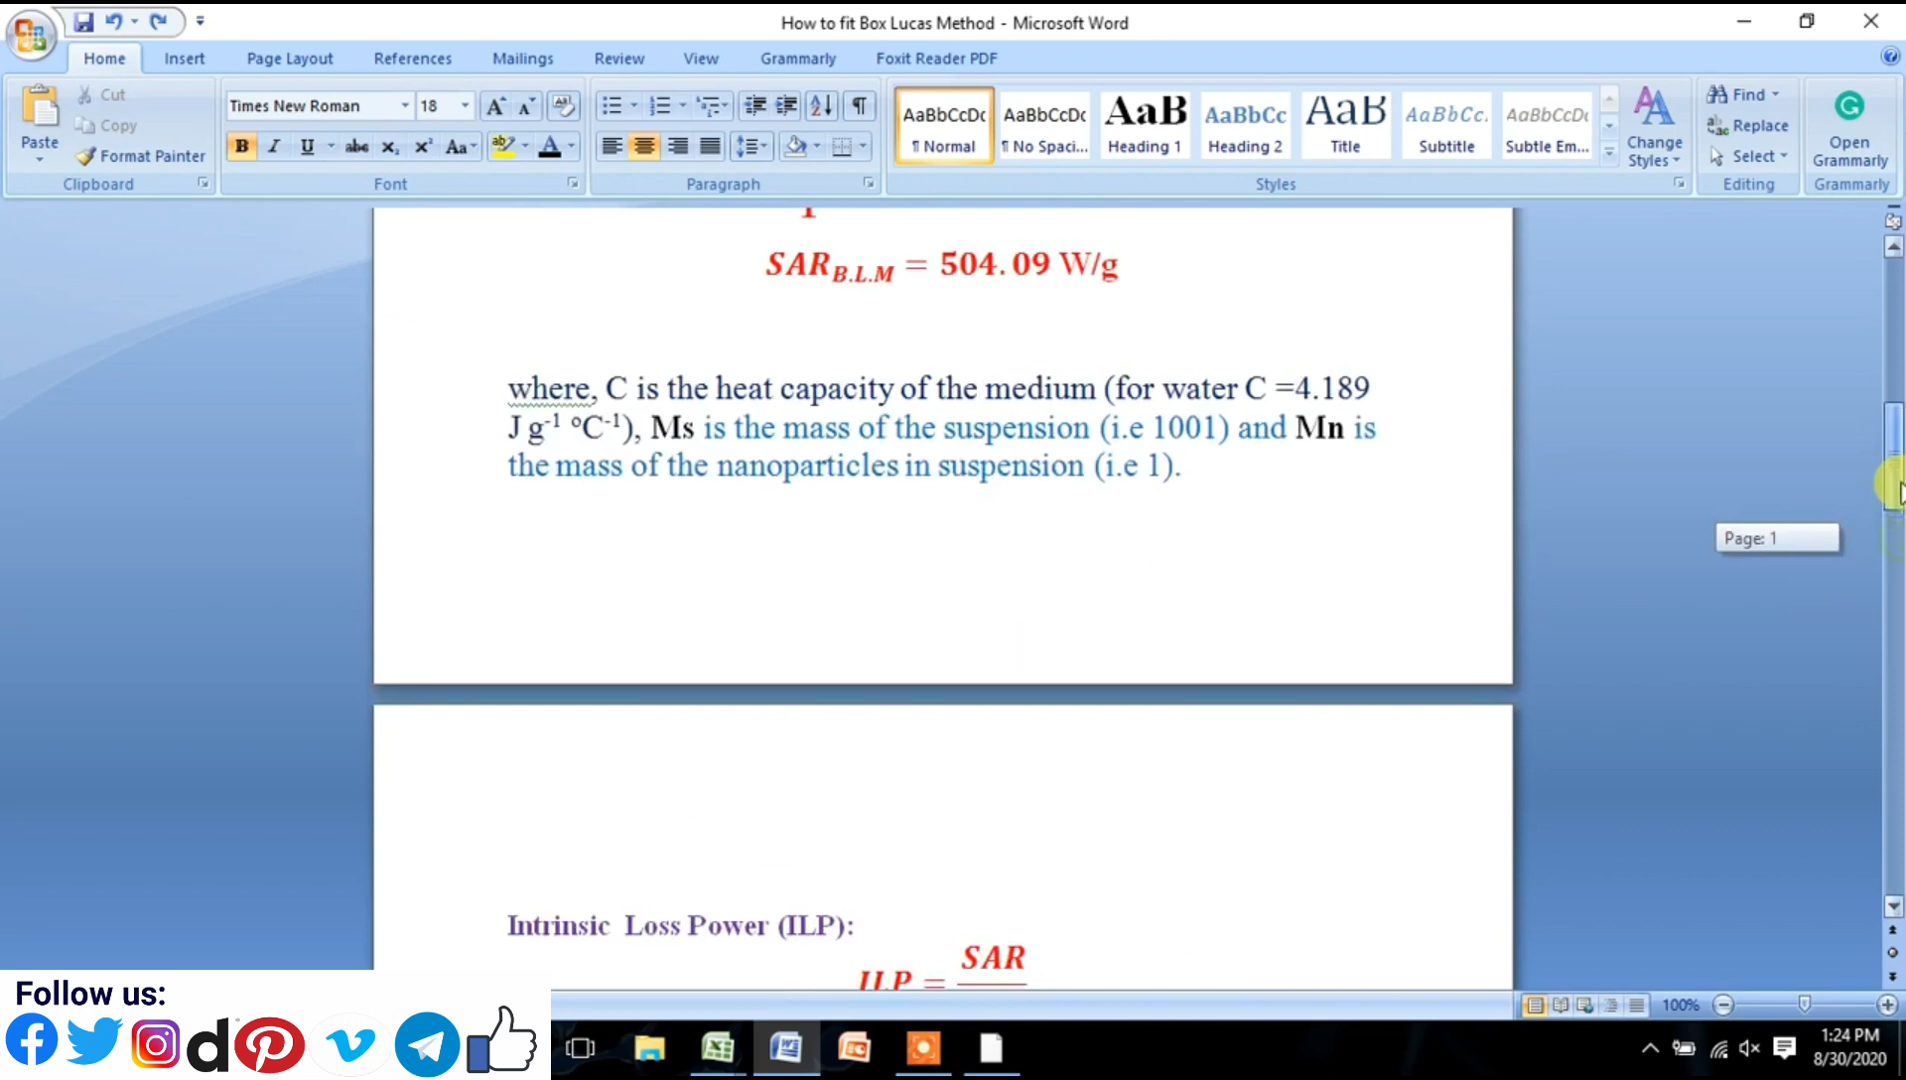 How to fit Box Lucas Method - Microsoft Word
Home Insert Page Layout References Mailings Review View Grammarly Foxit Reader PDF
Paste
Cut
Copy
Format Painter
Clipboard
Times New Roman 18
Font
Paragraph
AaBbCcDc AaBbCcDc AaB AaBbCc AaB AaBbCc. AaBbCcDc
¶ Normal ¶ No Spaci... Heading 1 Heading 2 Title Subtitle Subtle Em...
Styles
Change
Styles
Find
Replace
Select
Editing
Open
Grammarly
Grammarly
SAR B.L.M = 504.09 W/g
where, C is the heat capacity of the medium (for water C =4.189
J g-1 °C-1), Ms is the mass of the suspension (i.e 1001) and Mn is
the mass of the nanoparticles in suspension (i.e 1).
Page: 1
Intrinsic Loss Power (ILP):
SAR
ILP =
Follow us:
100%
1:24 PM
8/30/2020